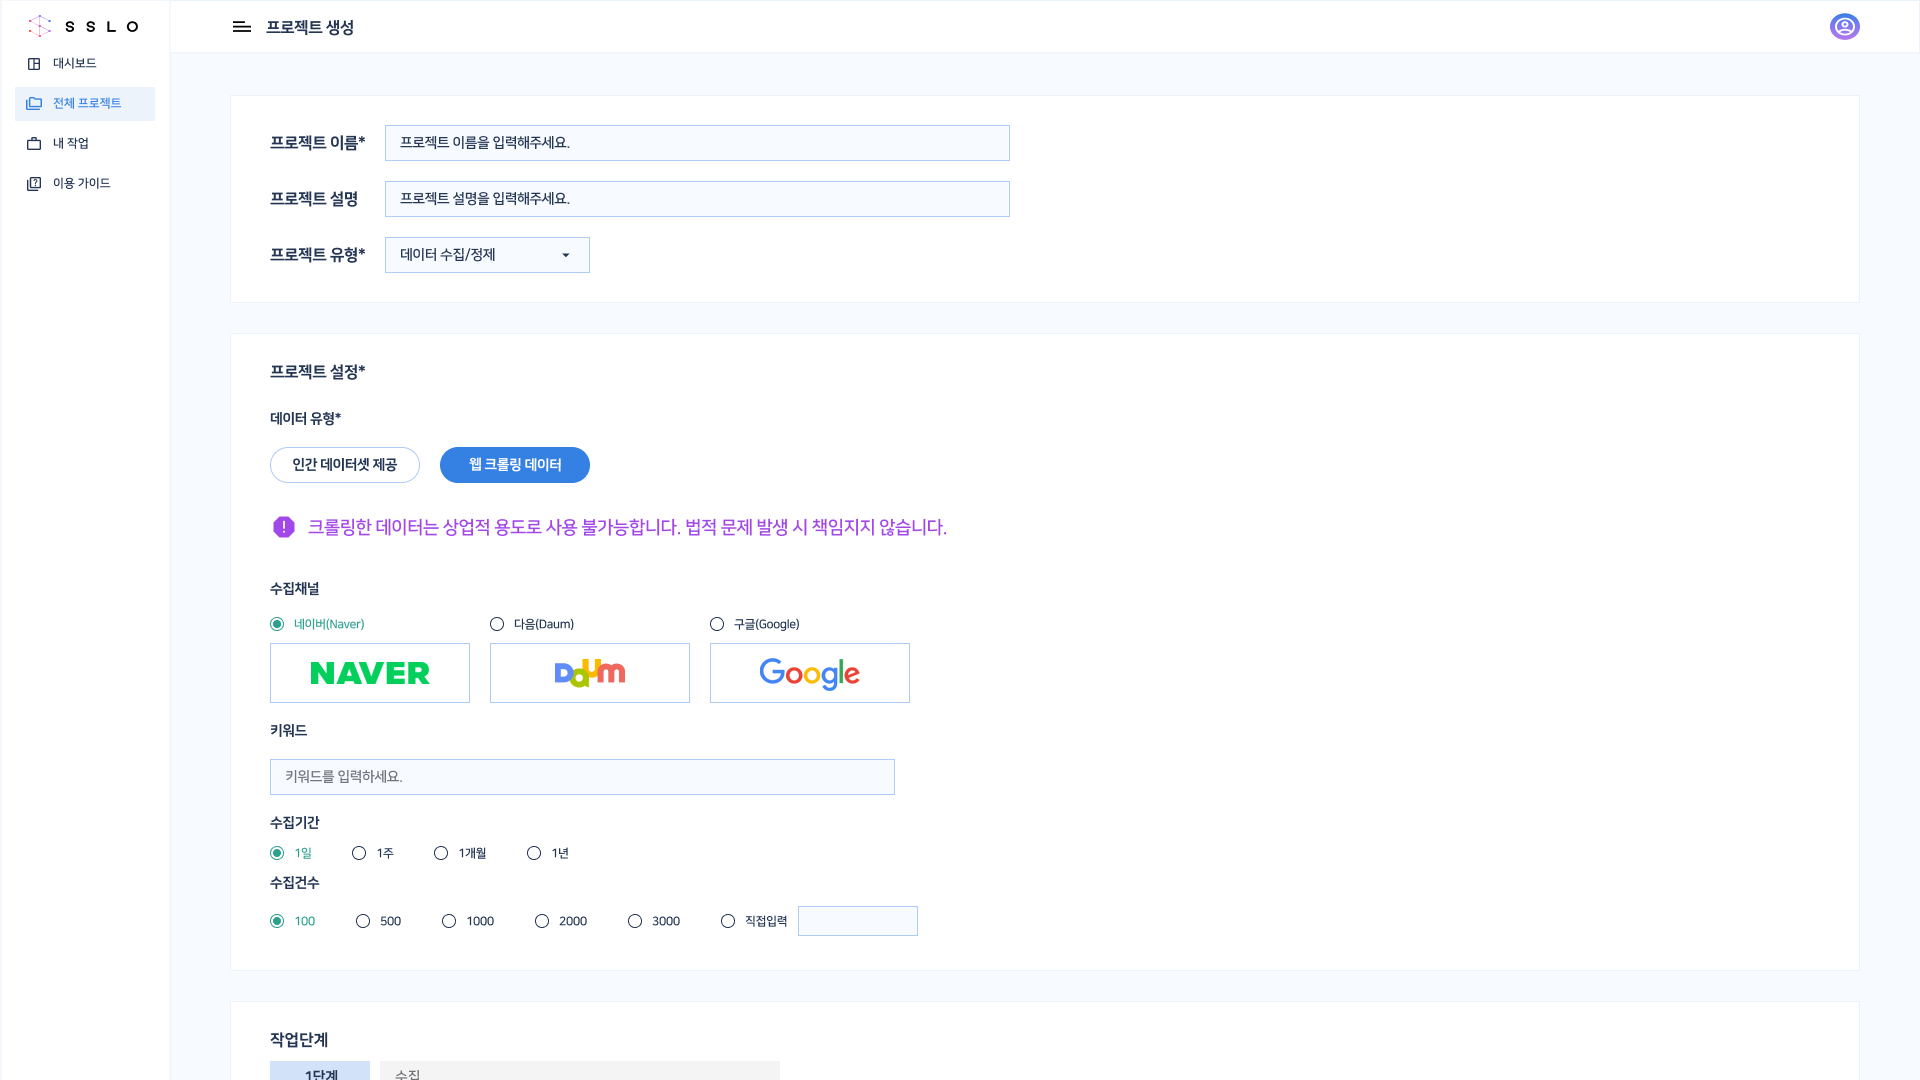 SSLO
프로젝트 생성
대시보드
전체 프로젝트
내 작업
이용 가이드
프로젝트 이름*
프로젝트 이름을 입력해주세요.
프로젝트 설명
프로젝트 설명을 입력해주세요.
프로젝트 유형*
데이터 수집/정제
프로젝트 설정*
데이터 유형*
인간 데이터셋 제공
웹 크롤링 데이터
크롤링한 데이터는 상업적 용도로 사용 불가능합니다. 법적 문제 발생 시 책임지지 않습니다.
수집채널
네이버(Naver) 다음(Daum) 구글(Google)
NAVER Daum Google
키워드
키워드를 입력하세요.
수집기간
1일 1주 1개월 1년
수집건수
100 500 1000 2000 3000 직접입력
작업단계
1단계 수집